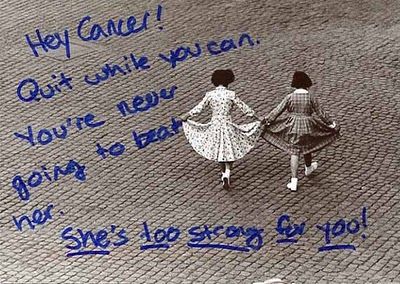 Hey Cancer!
Quit while you can.
You're never
going to beat
her.
She's too strong for you!